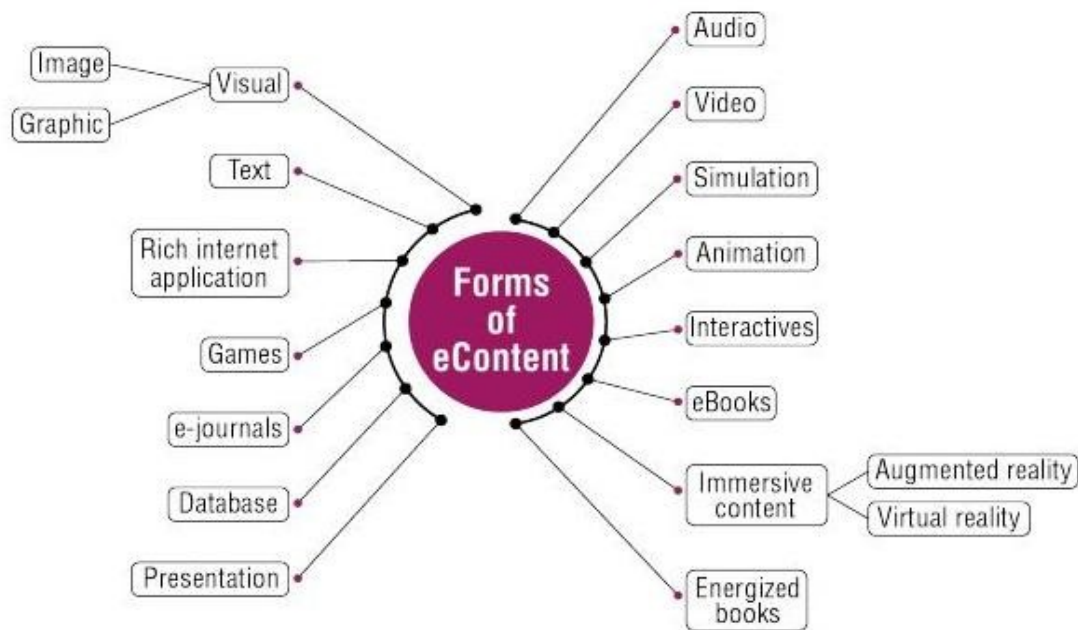 Image
Graphic
Visual
Text
Rich internet
application
Games
e-journals
Database
Presentation
Forms
of
eContent
Audio
Video
Simulation
Animation
Interactives
eBooks
Immersive
content
Augmented reality
Virtual reality
Energized
books